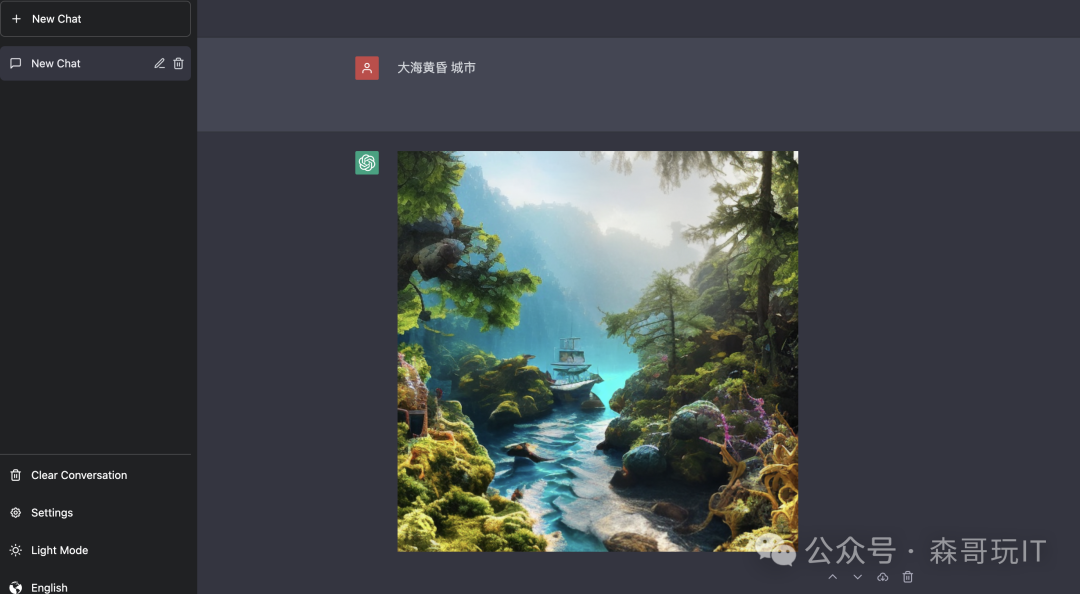 New Chat
New Chat
大海黄昏 城市
Clear Conversation
Settings
Light Mode
English
公众号 · 森哥玩IT